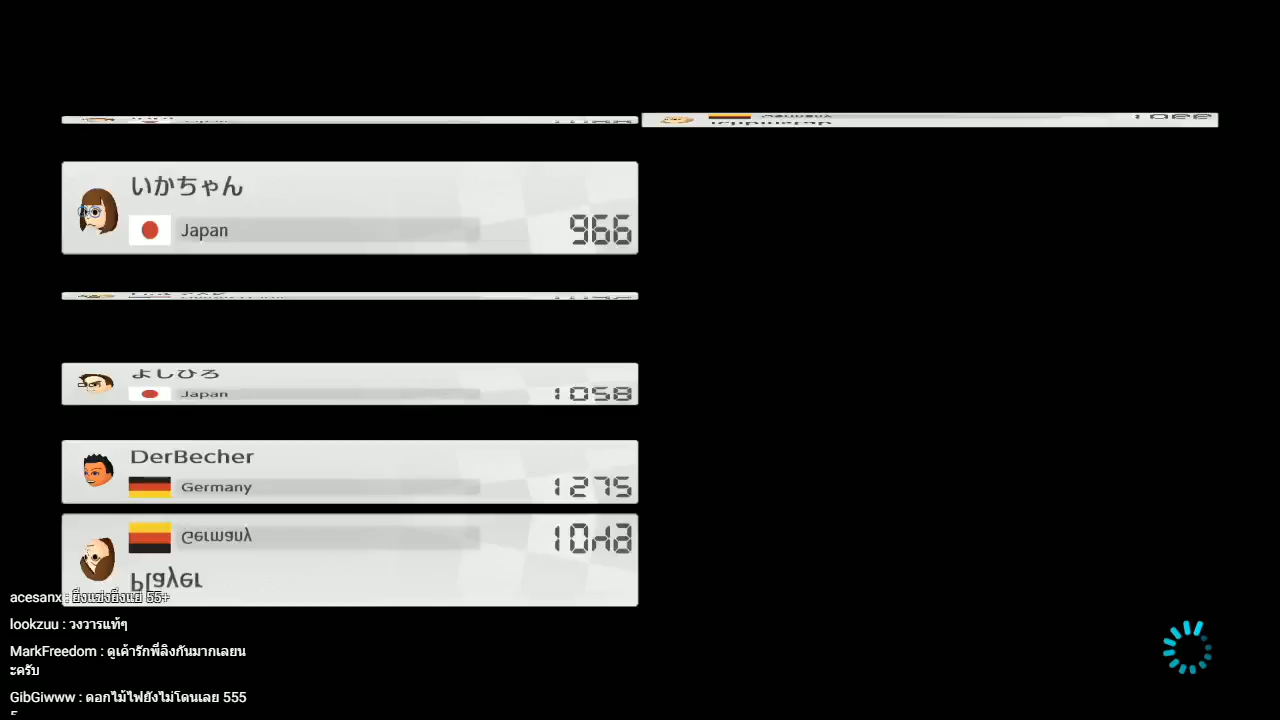 いかちゃん
Japan
966
よしひろ
Japan
1058
DerBecher
Germany
1275
Germany
Player
acesanx : ยิ่งแข่งยิ่งแย่ 55+
lookzuu : วงวารแท้ๆ
MarkFreedom : ดูเค้ารักพี่ลิงกันมากเลยน
ะครับ
GibGiwww : ดอกไม้ไฟยังไม่โดนเลย 555